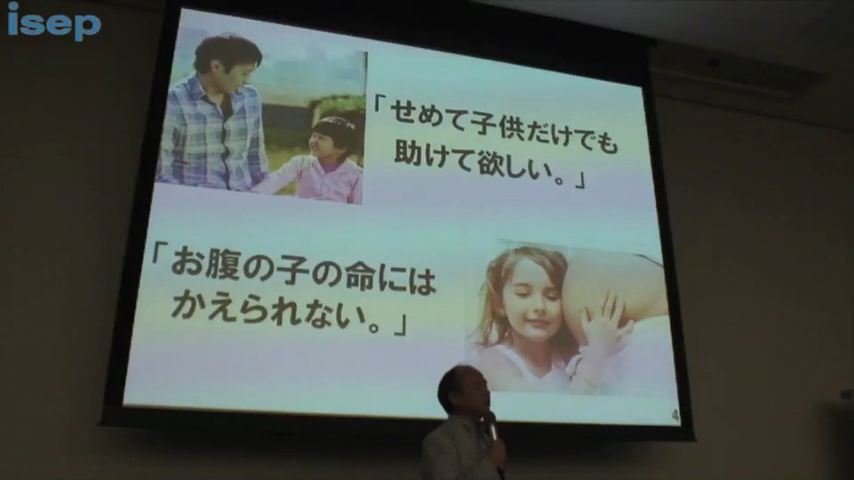 isep
「せめて子供だけでも
助けて欲しい。」
「お腹の子の命には
かえられない。」
4